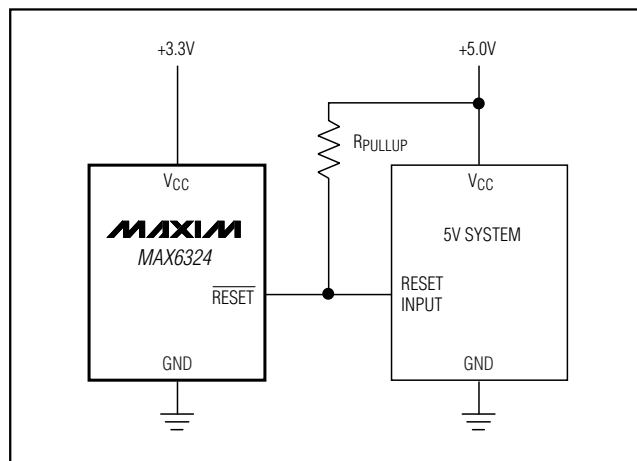 +3.3V
+5.0V
RPULLUP
VCC
VCC
MAXIM
MAX6324
5V SYSTEM
RESET
RESET
INPUT
GND
GND